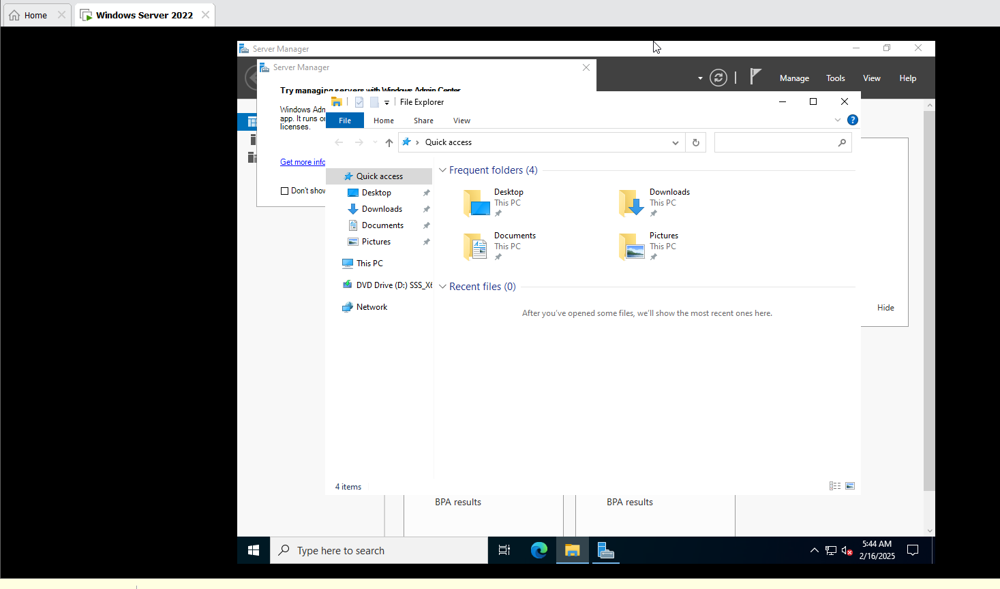 Home
Windows Server 2022
Server Manager
Server Manager
Manage
Tools
View
Help
Try managing servers with Windows Admin Center
Windows Adm
app. It runs o
licenses.
Get more info
Don't show
File Explorer
File
Home
Share
View
Quick access
Quick access
Desktop
Downloads
Documents
Pictures
This PC
DVD Drive (D:) SSS_X6
Network
Frequent folders (4)
Desktop
This PC
Downloads
This PC
Documents
This PC
Pictures
This PC
Recent files (0)
After you've opened some files, we'll show the most recent ones here.
Hide
4 items
BPA results
BPA results
Type here to search
5:44 AM
2/16/2025